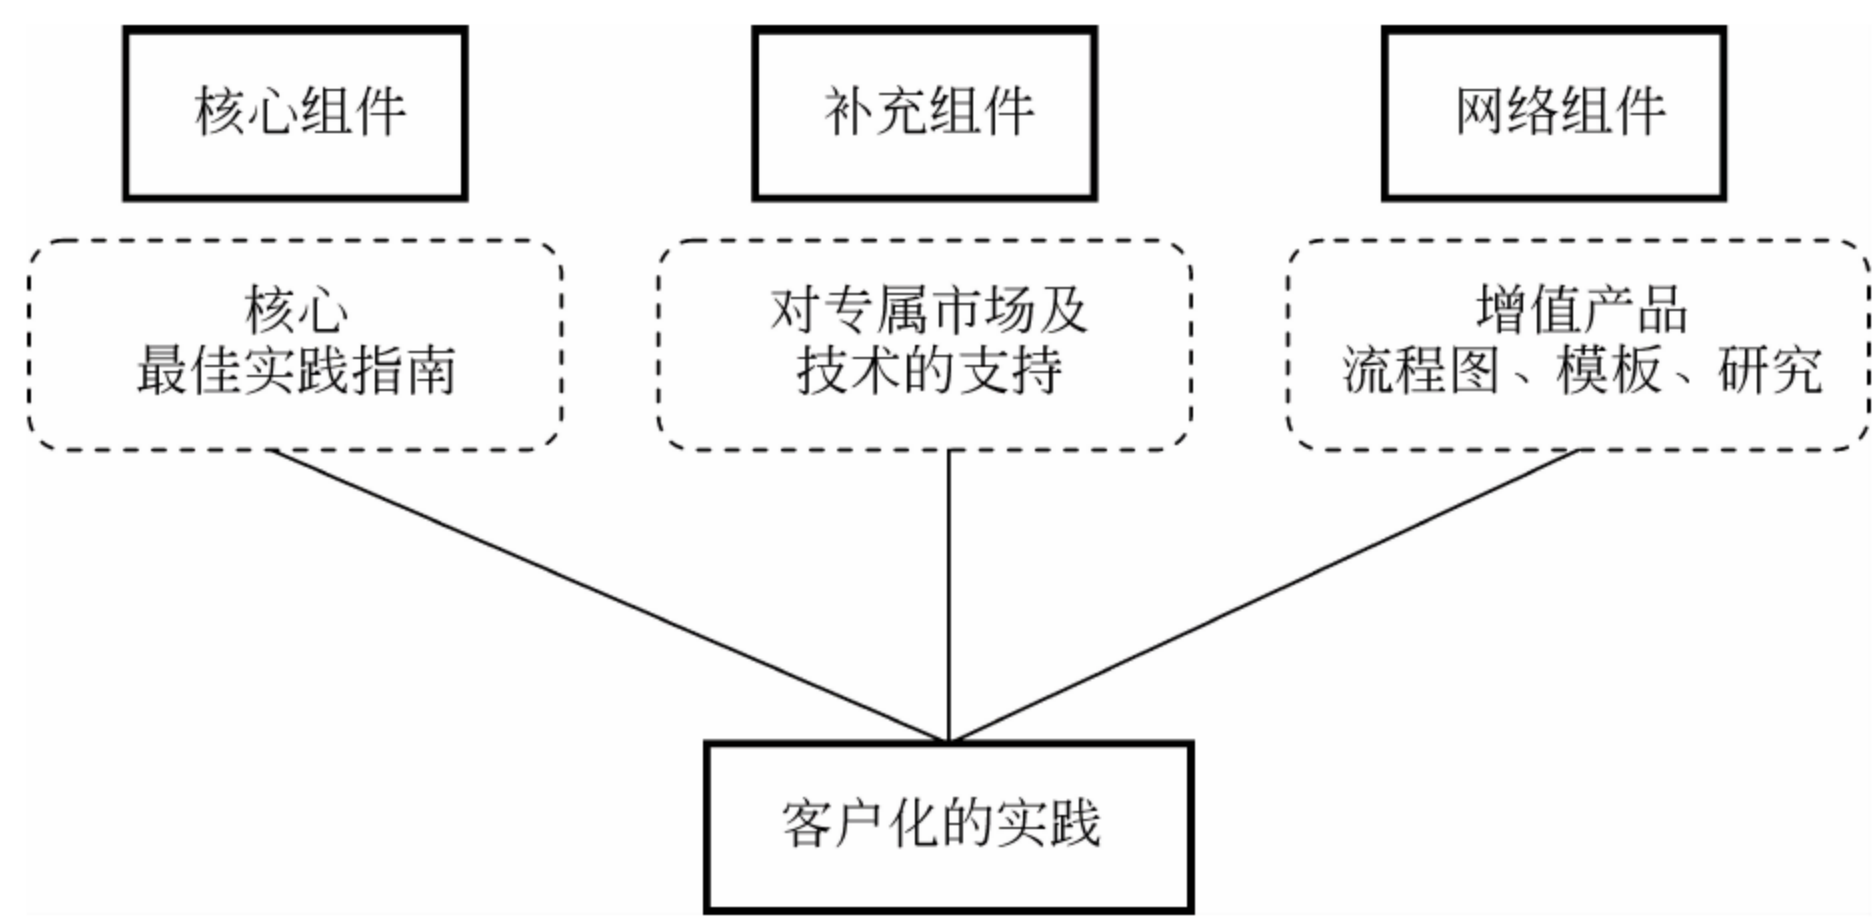 核心组件
补充组件
网络组件
核心
最佳实践指南
对专属市场及
技术的支持
增值产品
流程图、模板、研究
客户化的实践